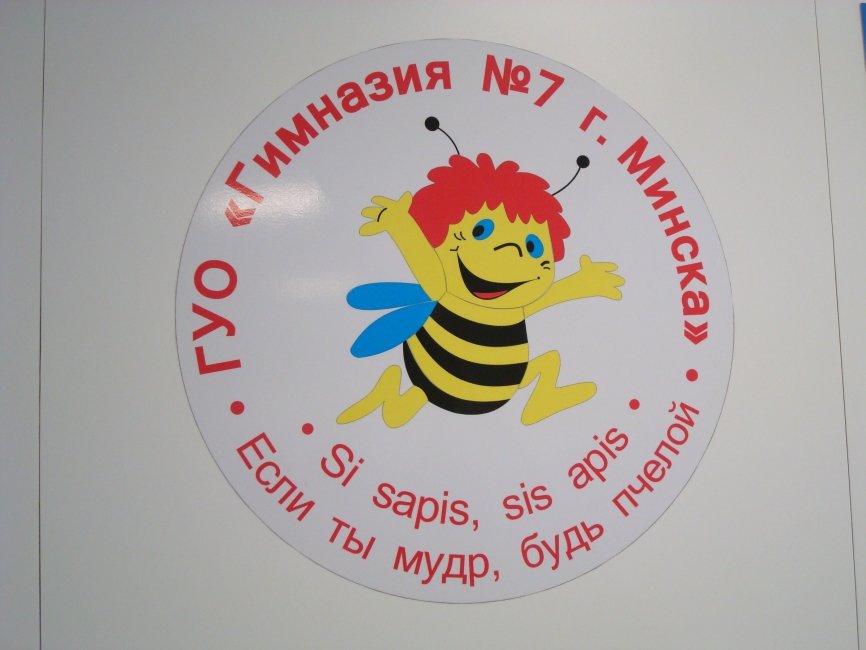 ГУО «Гимназия №7 г. Минска»
• Si sapis, sis apis •
• Если ты мудр, будь пчелой •